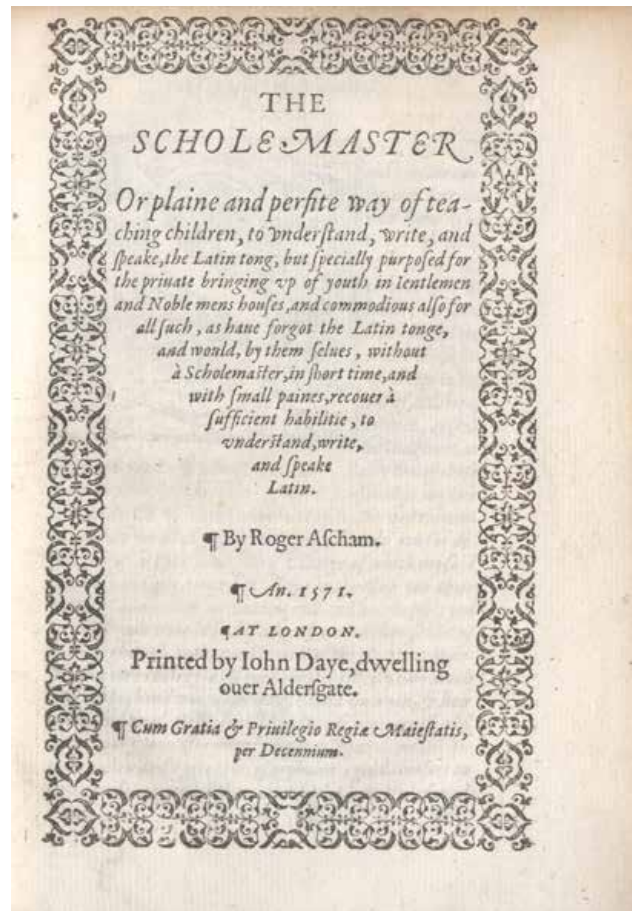 THE
SCHOLEMASTER
Or plaine and perfite way of tea-
ching children, to vnderſtand, write, and
ſpeake, the Latin tong, but ſpecially purpoſed for
the priuate bringing vp of youth in Ientlemen
and Noble mens houſes, and commodious alſo for
all ſuch, as haue forgot the Latin tonge,
and would, by them ſelues, without
à Scholemaſter, in ſhort time, and
with ſmall paines, recouer à
ſufficient habilitie, to
vnderſtand, write,
and ſpeake
Latin.
¶ By Roger Aſcham.
¶ An. 1571.
¶ AT LONDON.
Printed by Iohn Daye, dwelling
ouer Alderſgate.
¶ Cum Gratia & Priuilegio Regiæ Maieſtatis,
per Decennium.